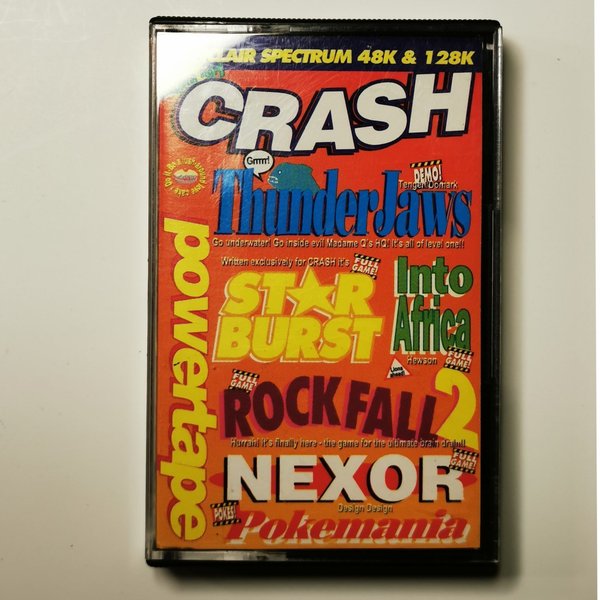 LAIR SPECTRUM 48K & 128K
CRASH
Grrrr!
DEMO!
Tengen Domark
ThunderJaws
Go underwater! Go inside evil Madame Q's HQ! It's all of level one!!
Written exclusively for CRASH it's
FULL GAME!
STAR BURST
Into Africa
Hewson
Lions ahead!
FULL GAME!
FULL GAME!
ROCKFALL 2
Hurrah! It's finally here - the game for the ultimate brain drain!!
FULL GAME!
NEXOR
Design Design
POKES!
Pokemania
powertape